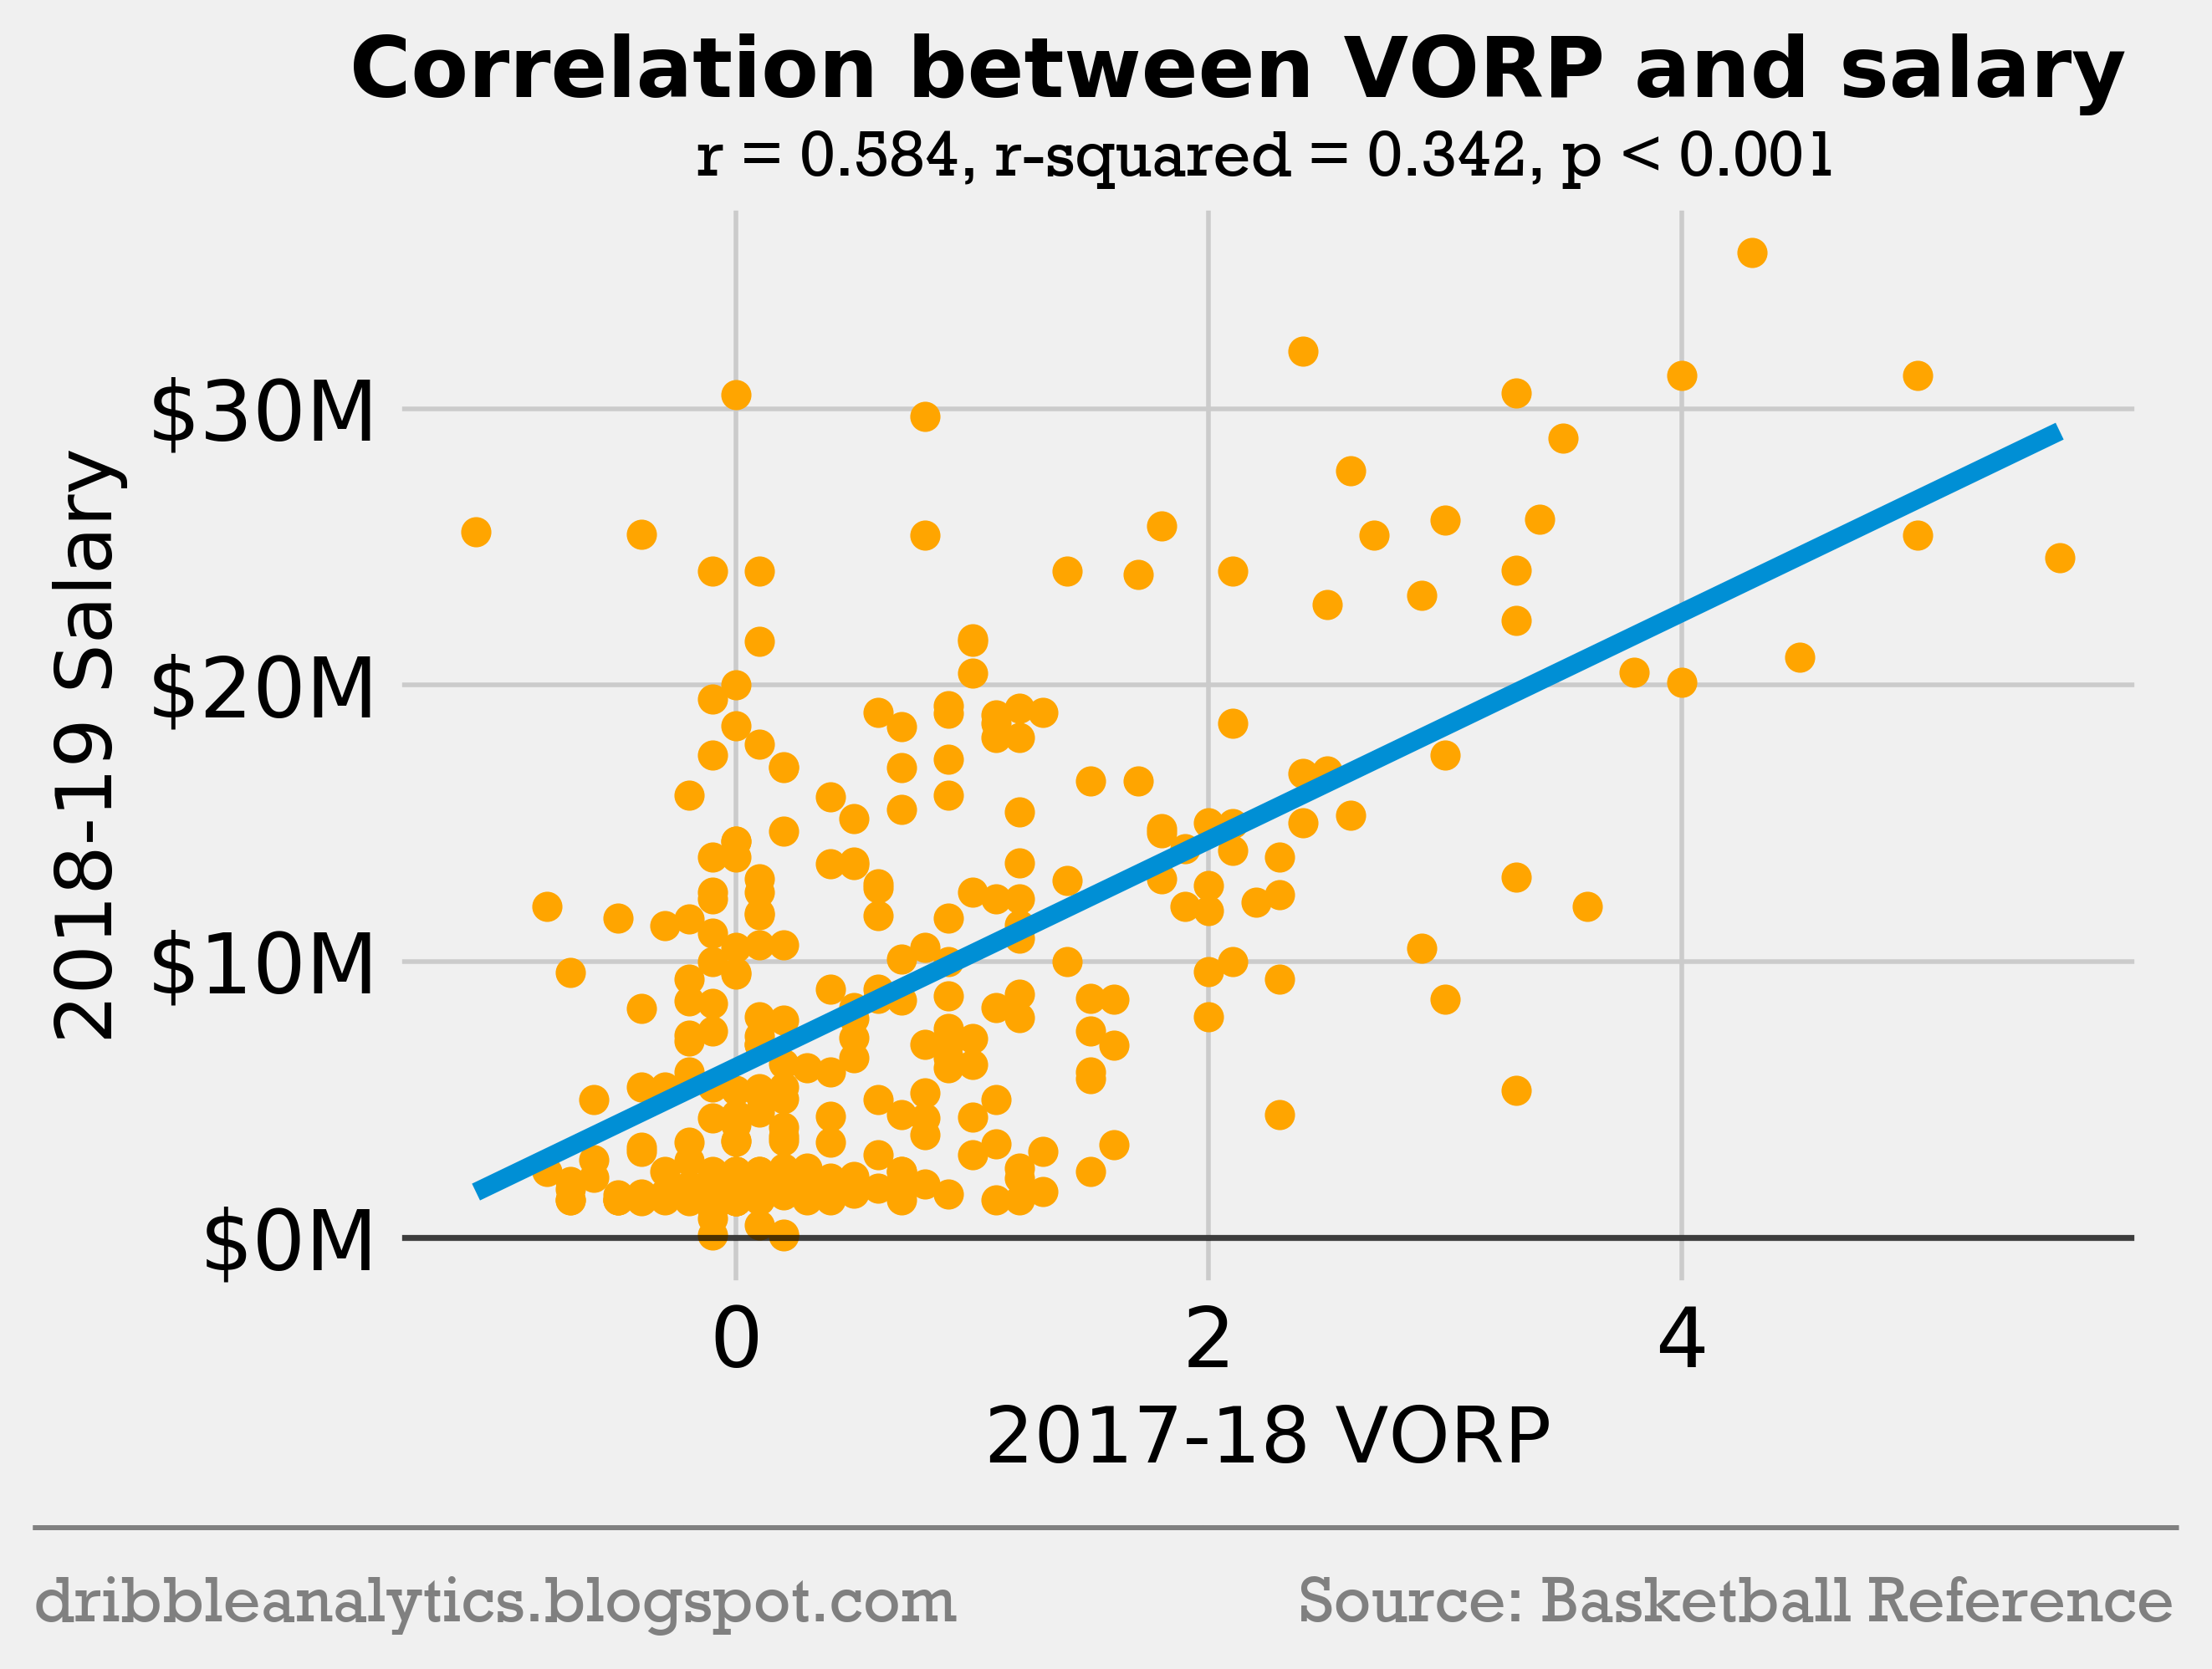 Correlation between VORP and salary
r = 0.584, r-squared = 0.342, p < 0.001
$30M
$20M
$10M
$0M
2018-19 Salary
0 2 4
2017-18 VORP
dribbleanalytics.blogspot.com
Source: Basketball Reference